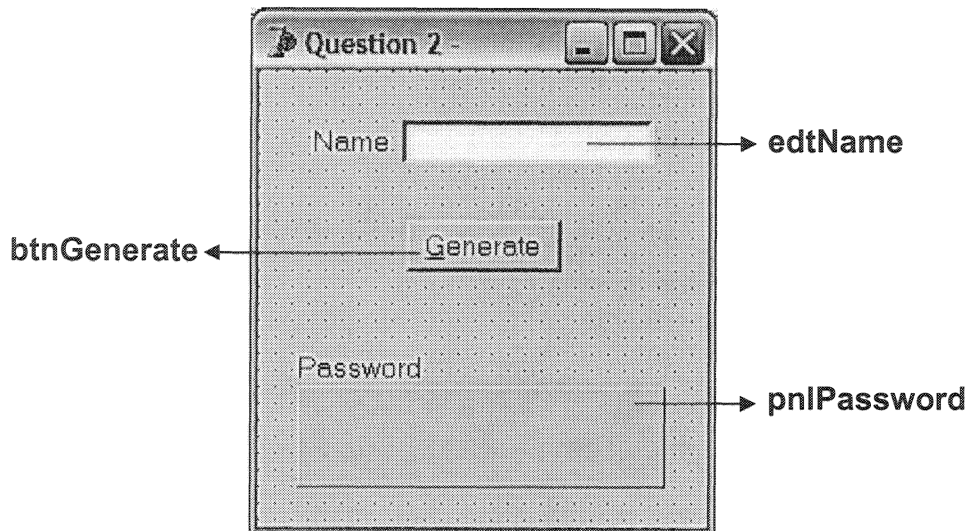 Question 2 -
Name edtName
btnGenerate Generate
Password
pnlPassword